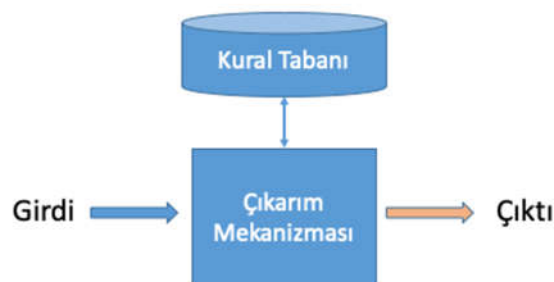 Kural Tabanı
Girdi
Çıkarım
Mekanizması
Çıktı